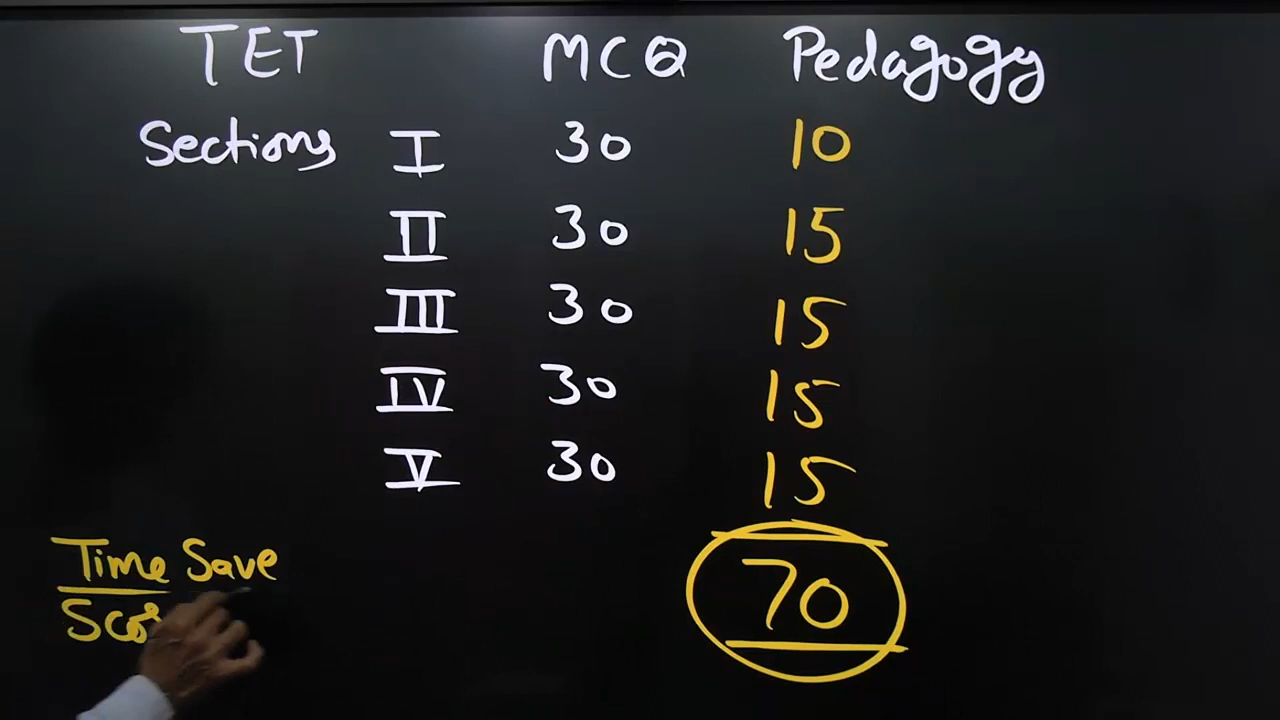 TET MCQ Pedagogy
Sections I 30 10
II 30 15
III 30 15
IV 30 15
V 30 15
70
Time Save